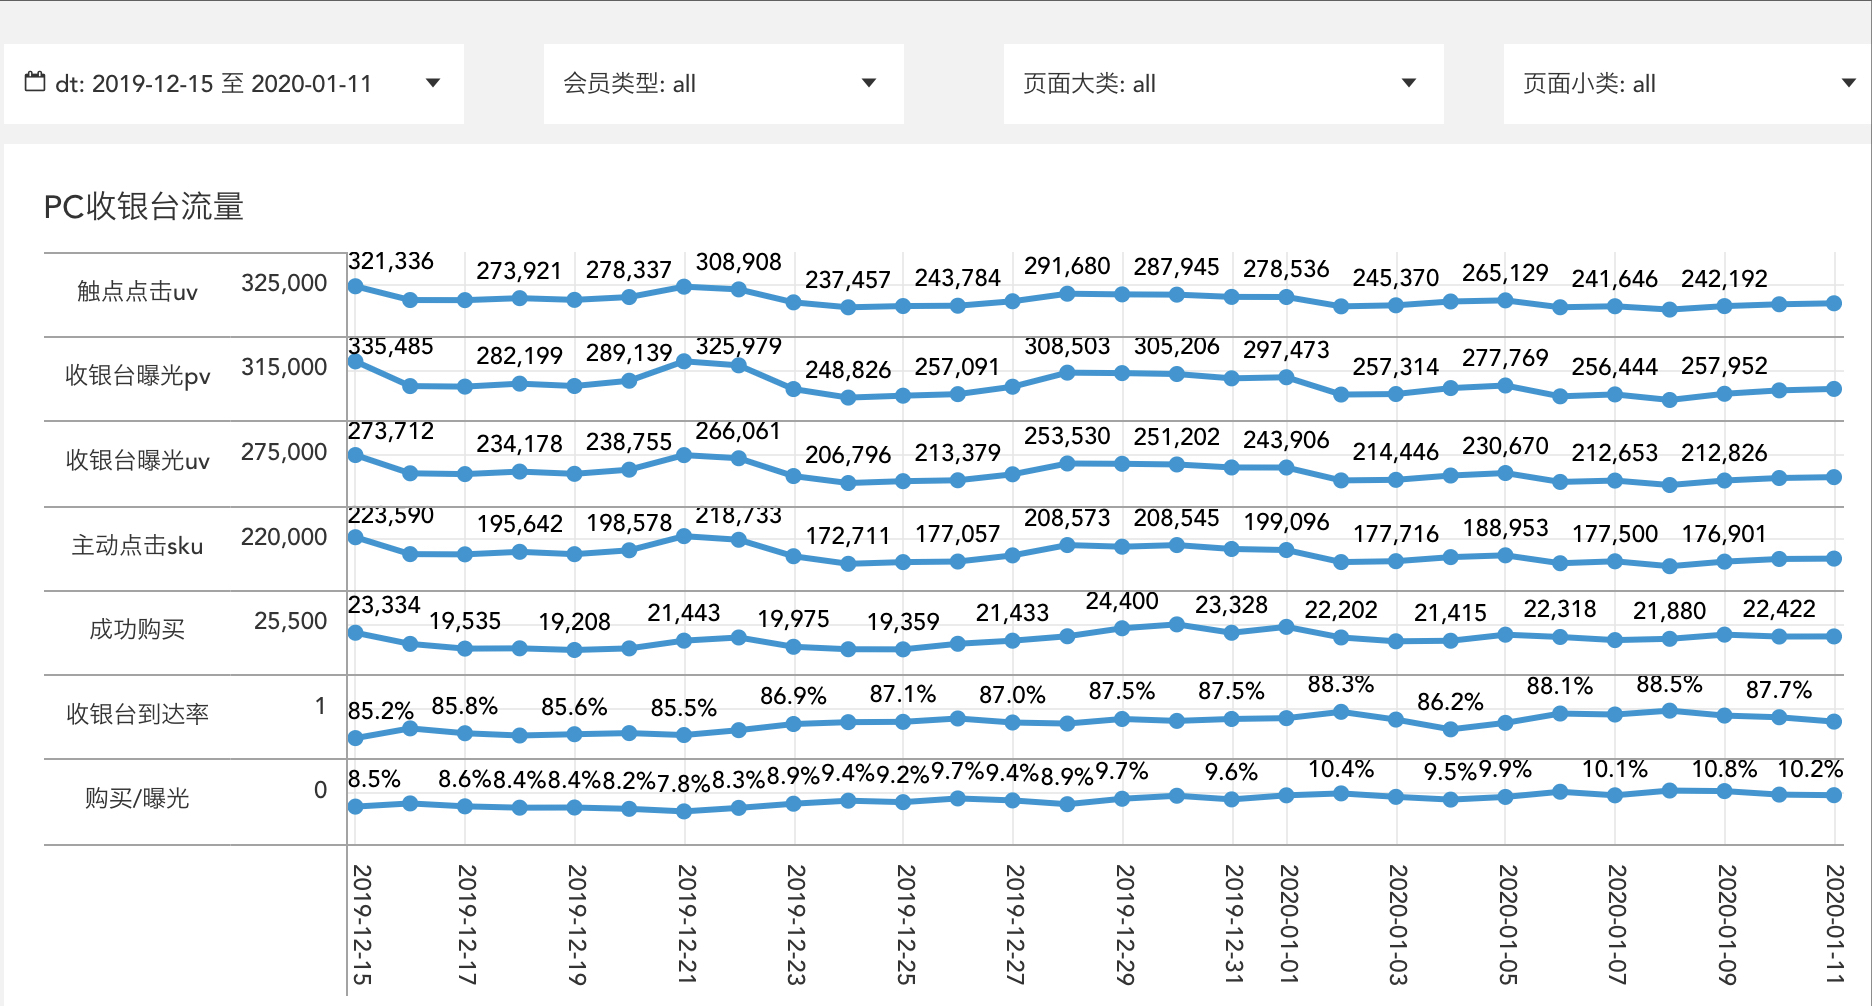 dt: 2019-12-15 至 2020-01-11
会员类型: all
页面大类: all
页面小类: all
PC收银台流量
触点点击uv 325,000 321,336 273,921 278,337 308,908 237,457 243,784 291,680 287,945 278,536 245,370 265,129 241,646 242,192
收银台曝光pv 315,000 335,485 282,199 289,139 325,979 248,826 257,091 308,503 305,206 297,473 257,314 277,769 256,444 257,952
收银台曝光uv 275,000 273,712 234,178 238,755 266,061 206,796 213,379 253,530 251,202 243,906 214,446 230,670 212,653 212,826
主动点击sku 220,000 223,590 195,642 198,578 218,733 172,711 177,057 208,573 208,545 199,096 177,716 188,953 177,500 176,901
成功购买 25,500 23,334 19,535 19,208 21,443 19,975 19,359 21,433 24,400 23,328 22,202 21,415 22,318 21,880 22,422
收银台到达率 1 85.2% 85.8% 85.6% 85.5% 86.9% 87.1% 87.0% 87.5% 87.5% 88.3% 86.2% 88.1% 88.5% 87.7%
购买/曝光 0 8.5% 8.6% 8.4% 8.4% 8.2% 7.8% 8.3% 8.9% 9.4% 9.2% 9.7% 9.4% 8.9% 9.7% 9.6% 10.4% 9.5% 9.9% 10.1% 10.8% 10.2%
2019-12-15
2019-12-17
2019-12-19
2019-12-21
2019-12-23
2019-12-25
2019-12-27
2019-12-29
2019-12-31
2020-01-01
2020-01-03
2020-01-05
2020-01-07
2020-01-09
2020-01-11